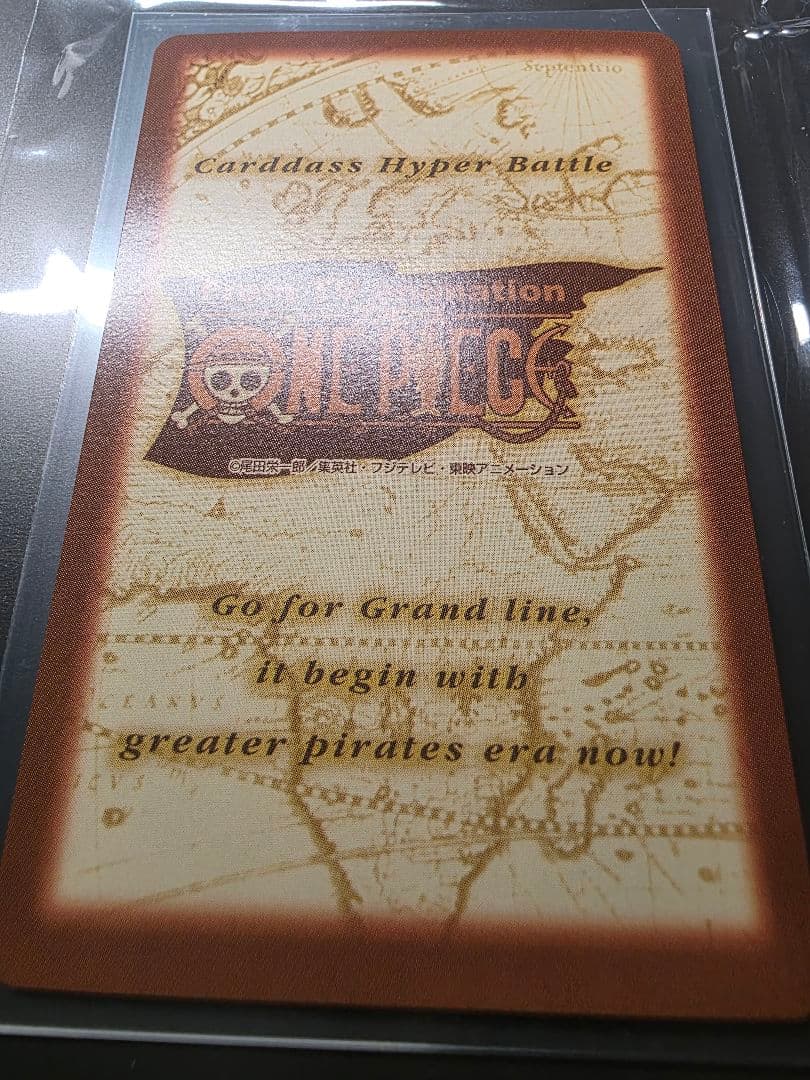 Septentrio
Carddass Hyper Battle
ONE PIECE
©尾田栄一郎／集英社・フジテレビ・東映アニメーション
Go for Grand line,
it begin with
greater pirates era now!